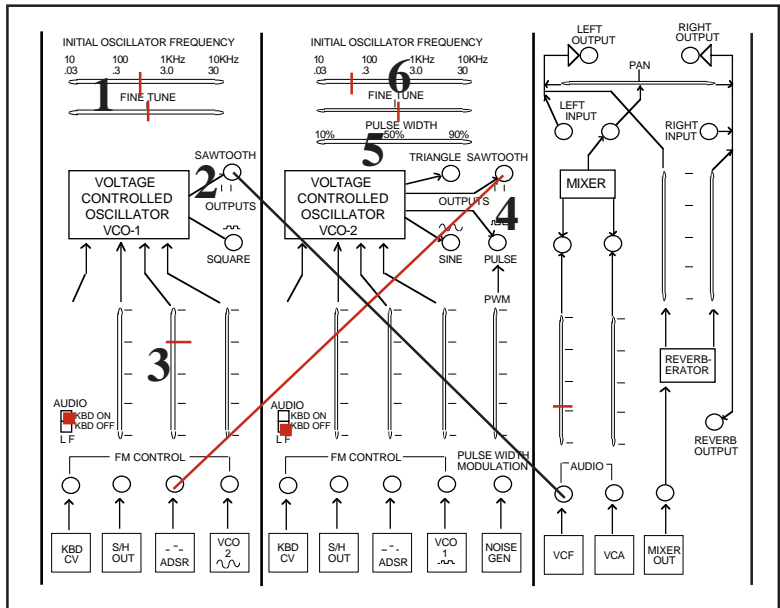 INITIAL OSCILLATOR FREQUENCY
10 100 1KHz 10KHz
.03 .3 3.0 30
1
FINE TUNE
SAWTOOTH
2
VOLTAGE
CONTROLLED
OSCILLATOR
VCO-1
OUTPUTS
SQUARE
3
AUDIO
KBD ON
KBD OFF
L F
FM CONTROL
KBD
CV
S/H
OUT
ADSR
VCO
2
INITIAL OSCILLATOR FREQUENCY
10 100 1KHz 10KHz
.03 .3 3.0 30
6
FINE TUNE
PULSE WIDTH
10% 50% 90%
5
TRIANGLE SAWTOOTH
VOLTAGE
CONTROLLED
OSCILLATOR
VCO-2
OUTPUTS
4
SINE PULSE
PWM
AUDIO
KBD ON
KBD OFF
L F
FM CONTROL
PULSE WIDTH
MODULATION
KBD
CV
S/H
OUT
ADSR
VCO
1
NOISE
GEN
LEFT
OUTPUT
RIGHT
OUTPUT
PAN
LEFT
INPUT
RIGHT
INPUT
MIXER
REVERB-
ERATOR
REVERB
OUTPUT
AUDIO
VCF
VCA
MIXER
OUT